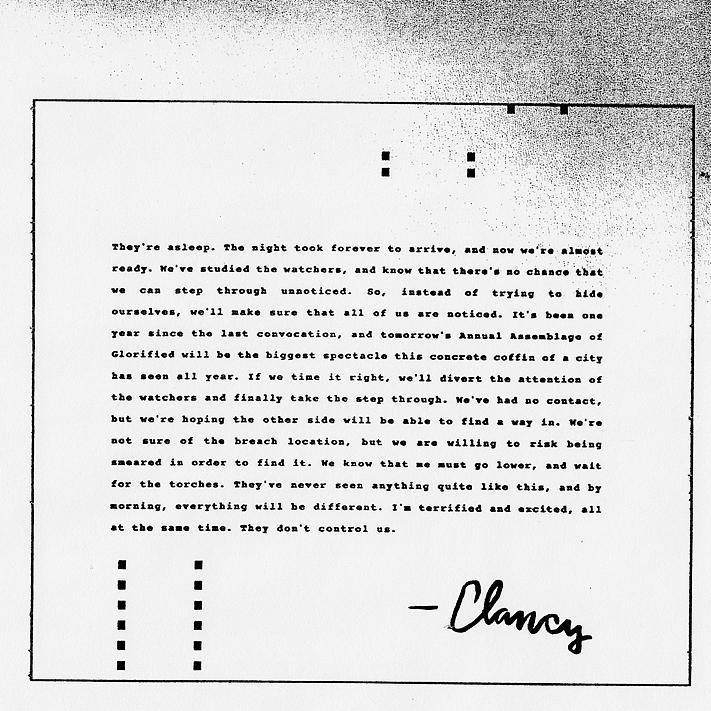 They're asleep. The night took forever to arrive, and now we're almost
ready. We've studied the watchers, and know that there's no chance that
we can step through unnoticed. So, instead of trying to hide
ourselves, we'll make sure that all of us are noticed. It's been one
year since the last convocation, and tomorrow's Annual Assemblage of
Glorified will be the biggest spectacle this concrete coffin of a city
has seen all year. If we time it right, we'll divert the attention of
the watchers and finally take the step through. We've had no contact,
but we're hoping the other side will be able to find a way in. We're
not sure of the breach location, but we are willing to risk being
smeared in order to find it. We know that me must go lower, and wait
for the torches. They've never seen anything quite like this, and by
morning, everything will be different. I'm terrified and excited, all
at the same time. They don't control us.
— Clancy